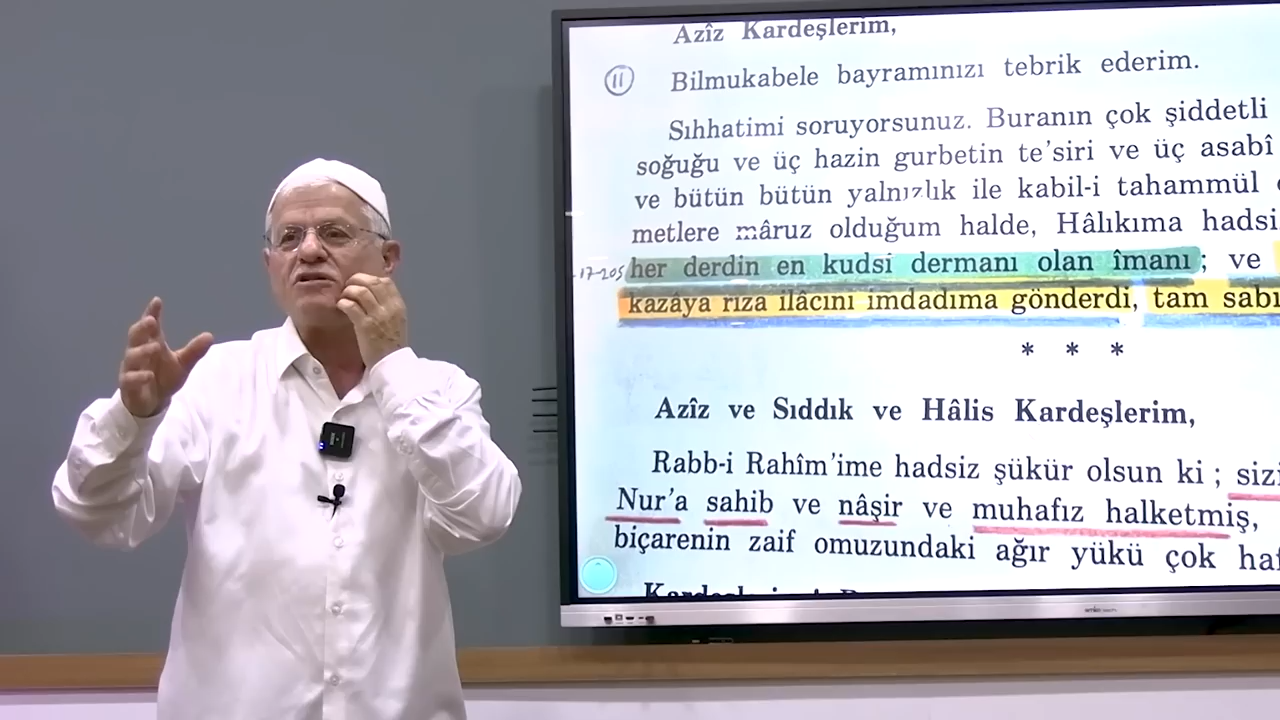 Azîz Kardeşlerim,
11
Bilmukabele bayramınızı tebrik ederim.
Sıhhatimi soruyorsunuz. Buranın çok şiddetli
soğuğu ve üç hazin gurbetin te'siri ve üç asabî
ve bütün bütün yalnızlık ile kabil-i tahammül
metlere mâruz olduğum halde, Hâlıkıma hadsi
17-205 her derdin en kudsi dermanı olan îmanı ; ve
kazâya rıza ilâcını imdadıma gönderdi, tam sabı
* * *
Azîz ve Sıddık ve Hâlis Kardeşlerim,
Rabb-i Rahîm'ime hadsiz şükür olsun ki ; sizi
Nur'a sahib ve nâşir ve muhafız halketmiş,
biçarenin zaif omuzundaki ağır yükü çok haf